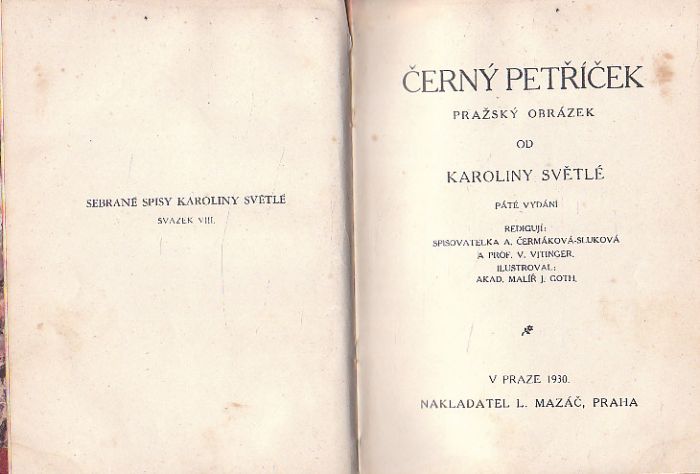 SEBRANÉ SPISY KAROLINY SVĚTLÉ
SVAZEK VIII.
ČERNÝ PETŘÍČEK
PRAŽSKÝ OBRÁZEK
OD
KAROLINY SVĚTLÉ
PÁTÉ VYDÁNÍ
REDIGUJÍ:
SPISOVATELKA A. ČERMÁKOVÁ-SLUKOVÁ
A PROF. V. VITINGER.
ILUSTROVAL:
AKAD. MALÍŘ J. GOTH.
V PRAZE 1930.
NAKLADATEL L. MAZÁČ, PRAHA